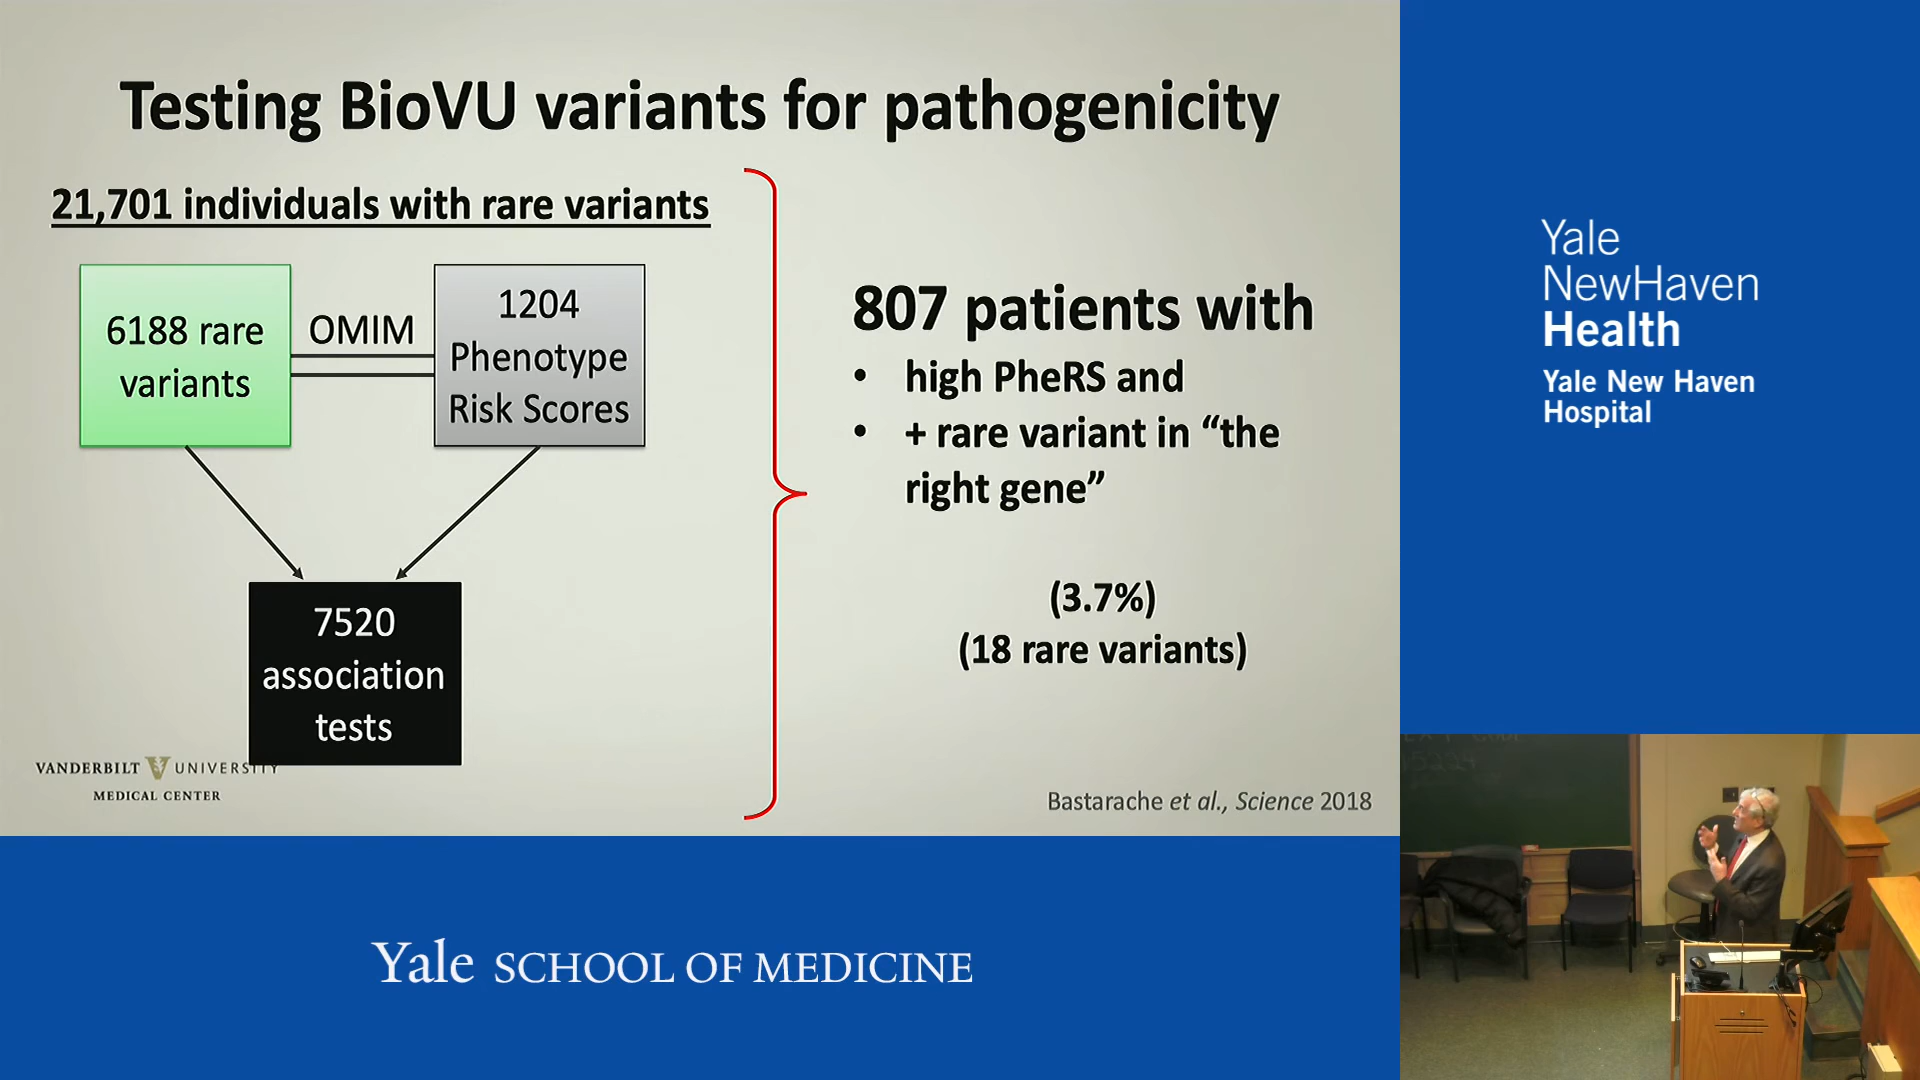 Testing BioVU variants for pathogenicity
21,701 individuals with rare variants
6188 rare
variants
OMIM
1204
Phenotype
Risk Scores
7520
association
tests
807 patients with
• high PheRS and
• + rare variant in “the
right gene”
(3.7%)
(18 rare variants)
VANDERBILT V UNIVERSITY
MEDICAL CENTER
Bastarache et al., Science 2018
Yale
NewHaven
Health
Yale New Haven
Hospital
Yale SCHOOL OF MEDICINE